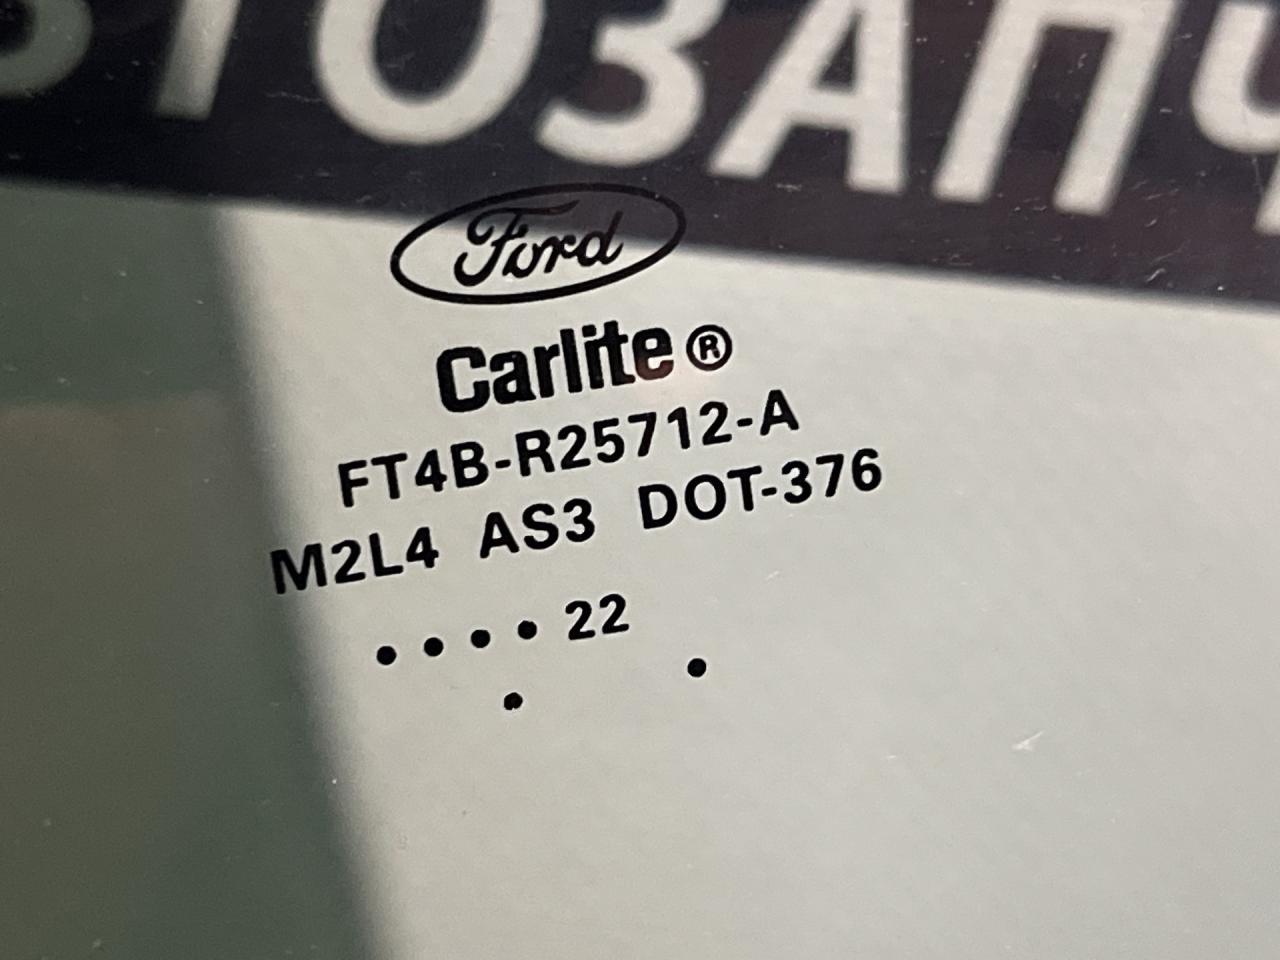 ВТОЗАПЧ
Ford
Carlite®
FT4B-R25712-A
M2L4 AS3 DOT-376
• • • • 22